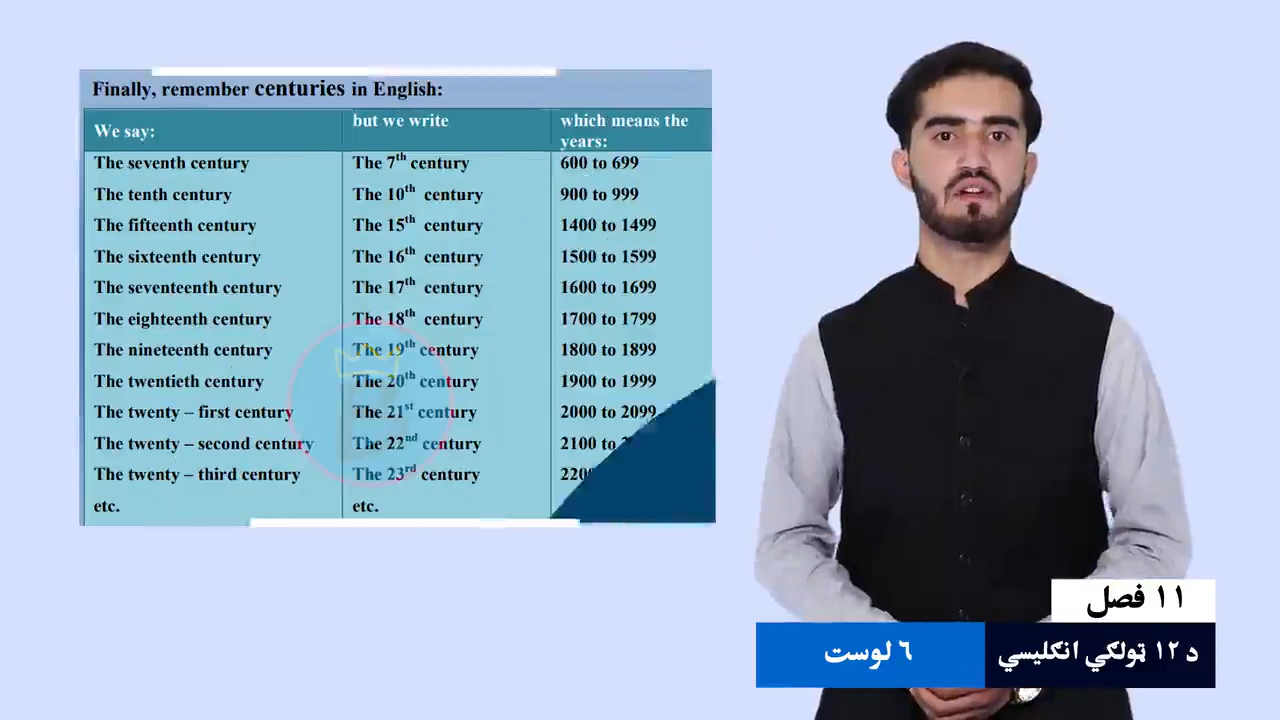 Finally, remember centuries in English:
We say: but we write which means the years:
The seventh century The 7th century 600 to 699
The tenth century The 10th century 900 to 999
The fifteenth century The 15th century 1400 to 1499
The sixteenth century The 16th century 1500 to 1599
The seventeenth century The 17th century 1600 to 1699
The eighteenth century The 18th century 1700 to 1799
The nineteenth century The 19th century 1800 to 1899
The twentieth century The 20th century 1900 to 1999
The twenty – first century The 21st century 2000 to 2099
The twenty – second century The 22nd century 2100 to
The twenty – third century The 23rd century
etc. etc.
١١ فصل
د ١٢ ټولګي انګلیسي
٦ لوست